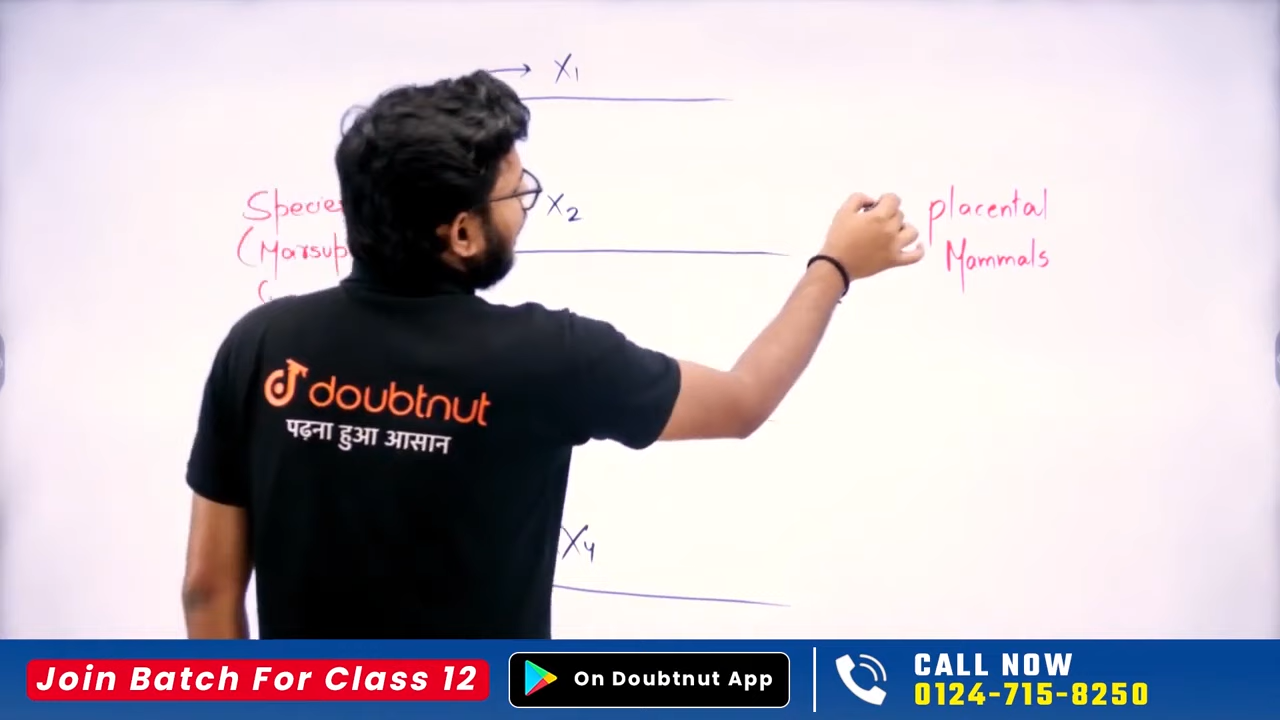 → X₁
Species
(Marsup
X₂
placental
Mammals
doubtnut
पढ़ना हुआ आसान
X₄
Join Batch For Class 12
On Doubtnut App
CALL NOW
0124-715-8250